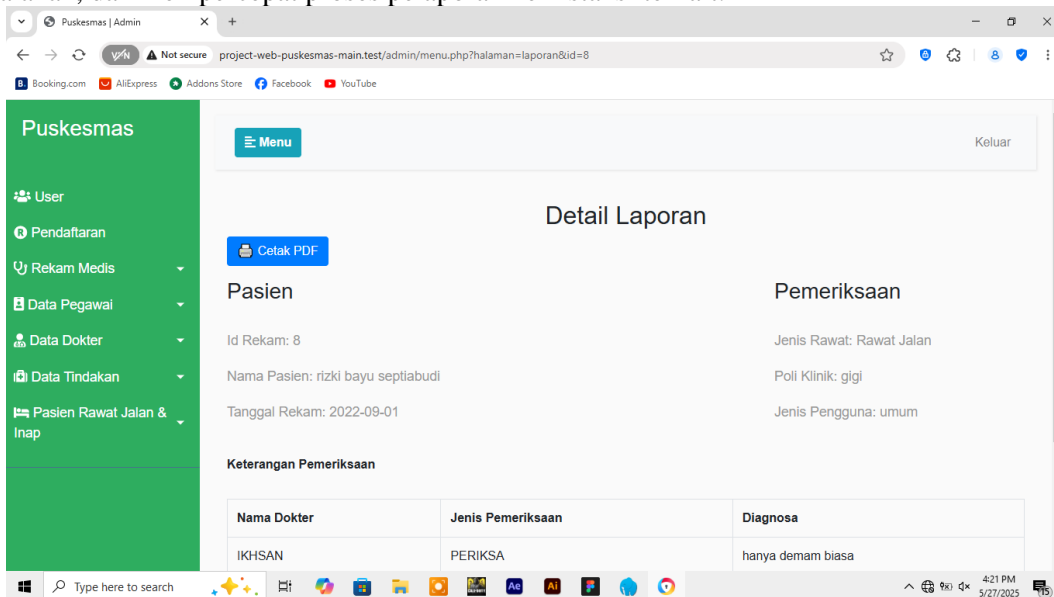 Puskesmas | Admin
VPN Not secure project-web-puskesmas-main.test/admin/menu.php?halaman=laporan&id=8
B. Booking.com AliExpress Addons Store Facebook YouTube
Puskesmas
Menu
Keluar
User
Pendaftaran
Rekam Medis
Data Pegawai
Data Dokter
Data Tindakan
Pasien Rawat Jalan &
Inap
Detail Laporan
Cetak PDF
Pasien
Pemeriksaan
Id Rekam: 8
Jenis Rawat: Rawat Jalan
Nama Pasien: rizki bayu septiabudi
Poli Klinik: gigi
Tanggal Rekam: 2022-09-01
Jenis Pengguna: umum
Keterangan Pemeriksaan
Nama Dokter Jenis Pemeriksaan Diagnosa
IKHSAN PERIKSA hanya demam biasa
Type here to search
Ae Ai
4:21 PM
5/27/2025
15